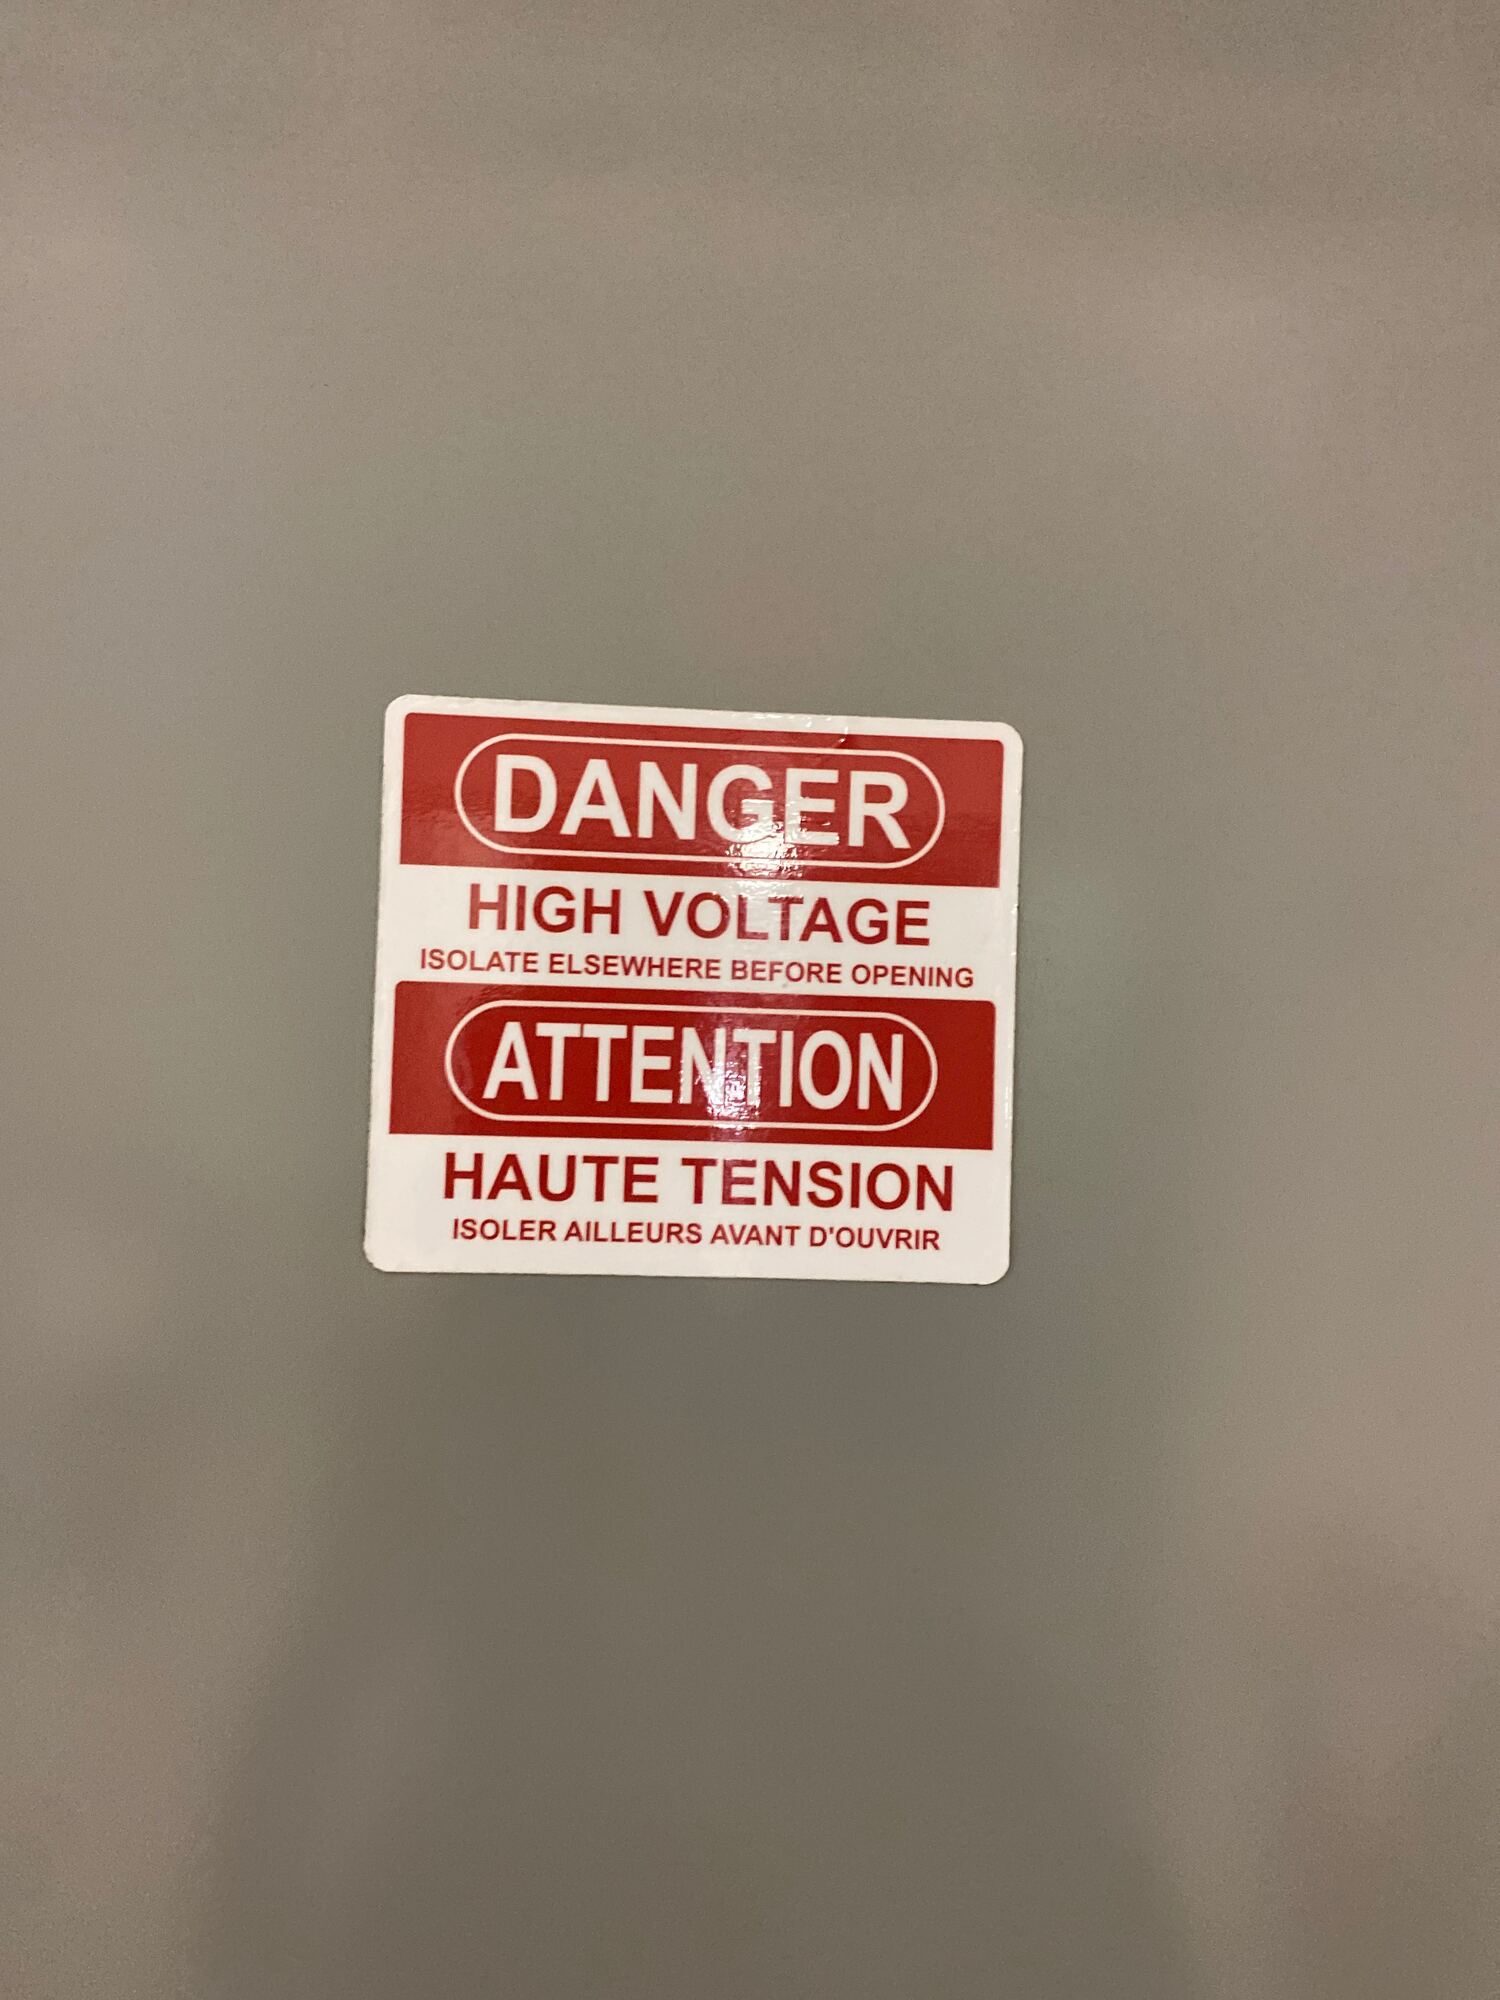 DANGER
HIGH VOLTAGE
ISOLATE ELSEWHERE BEFORE OPENING
ATTENTION
HAUTE TENSION
ISOLER AILLEURS AVANT D'OUVRIR